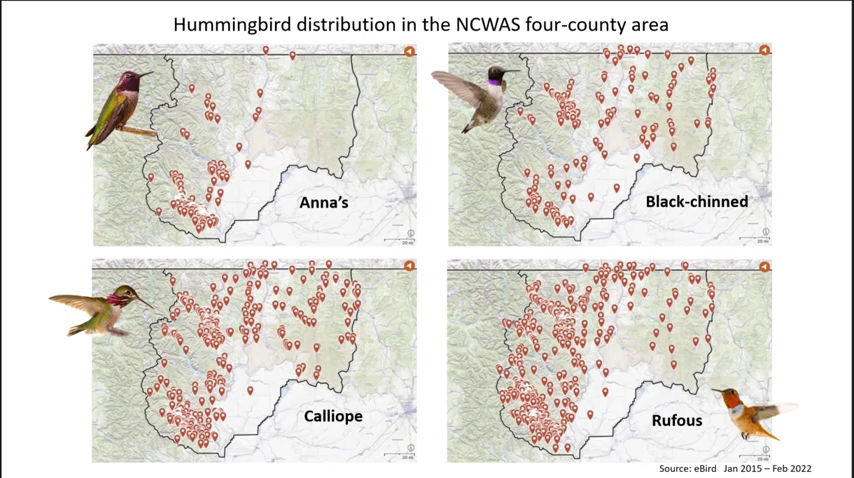 Hummingbird distribution in the NCWAS four-county area
Anna's
Black-chinned
Calliope
Rufous
Source: eBird Jan 2015 – Feb 2022